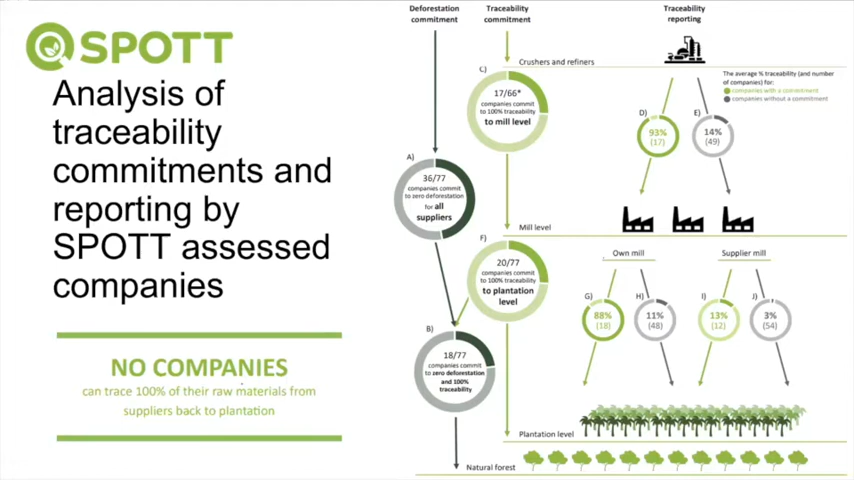 SPOTT
Analysis of
traceability
commitments and
reporting by
SPOTT assessed
companies
NO COMPANIES
can trace 100% of their raw materials from
suppliers back to plantation
Deforestation
commitment
Traceability
commitment
Traceability
reporting
Crushers and refiners
The average % traceability (and number
of companies) for:
companies with a commitment
companies without a commitment
C)
17/66*
companies commit
to 100% traceability
to mill level
D)
93%
(17)
E)
14%
(49)
A)
36/77
companies commit
to zero deforestation
for all
suppliers
Mill level
F)
20/77
companies commit
to 100% traceability
to plantation
level
Own mill
Supplier mill
G)
88%
(18)
H)
11%
(48)
I)
13%
(12)
J)
3%
(54)
B)
18/77
companies commit
to zero deforestation
and 100%
traceability
Plantation level
Natural forest